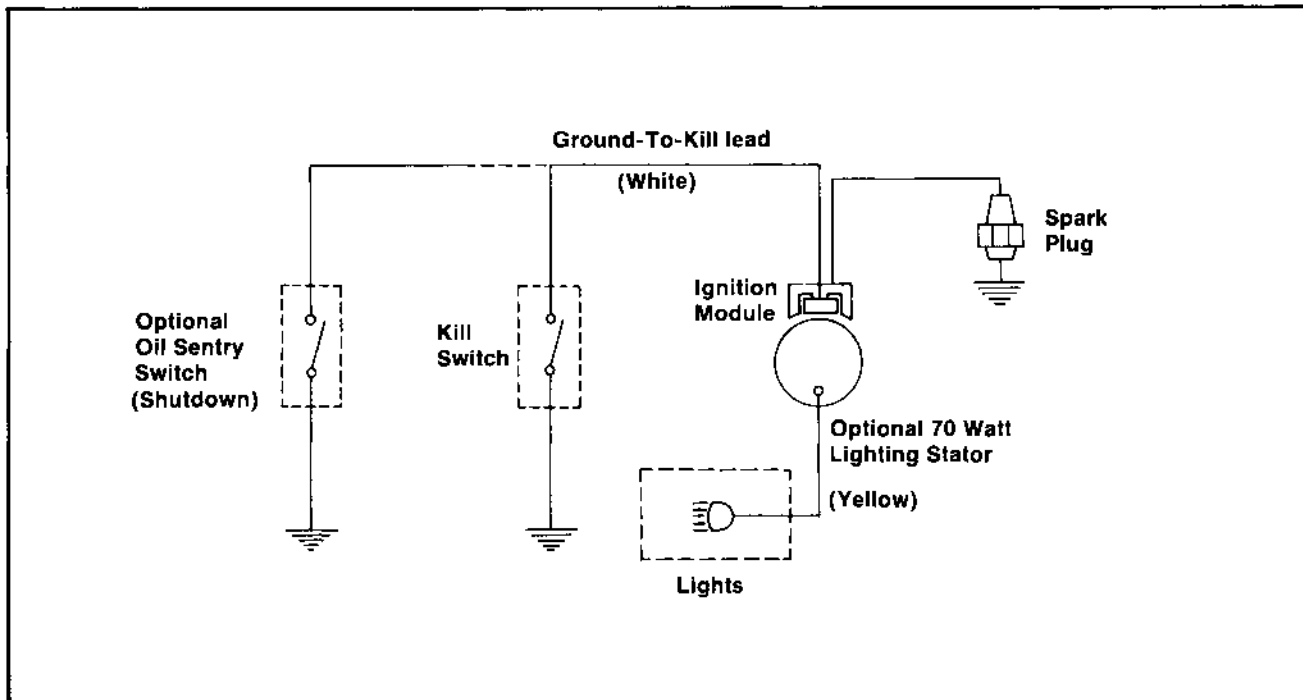 Ground-To-Kill lead
(White)
Spark
Plug
Ignition
Module
Optional
Oil Sentry
Switch
(Shutdown)
Kill
Switch
Optional 70 Watt
Lighting Stator
(Yellow)
Lights